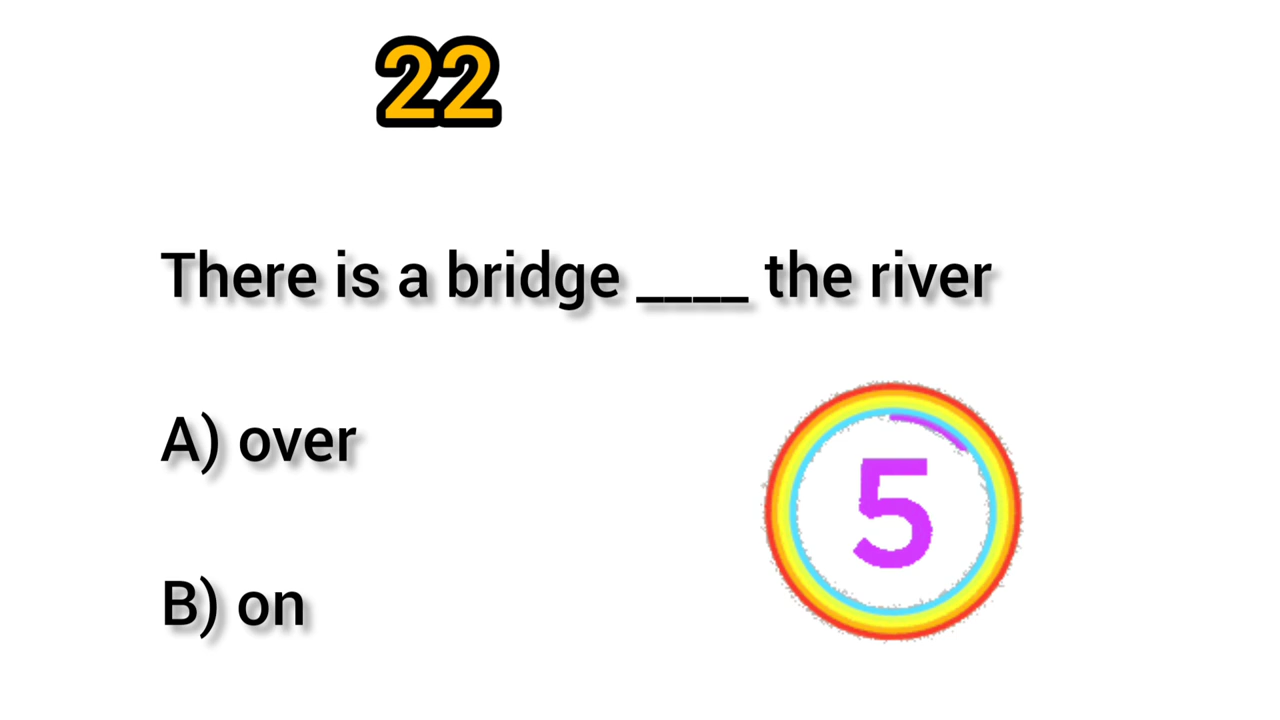 22
There is a bridge ____ the river
A) over
5
B) on